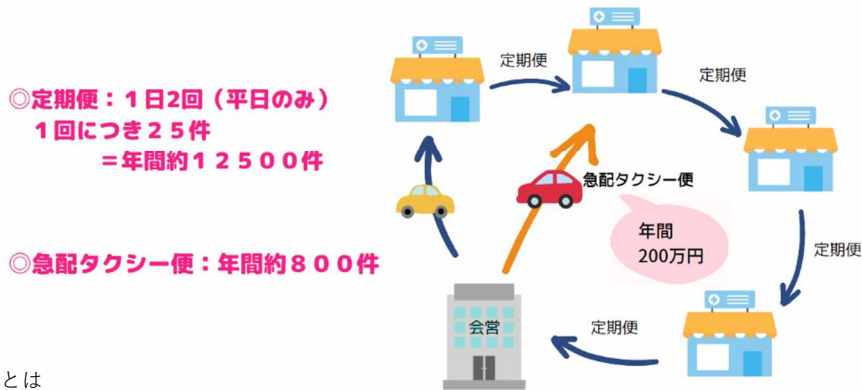 ◎定期便：１日2回（平日のみ）
１回につき２５件
＝年間約１２５００件
◎急配タクシー便：年間約８００件
定期便
定期便
急配タクシー便
年間
200万円
定期便
会営
定期便
とは